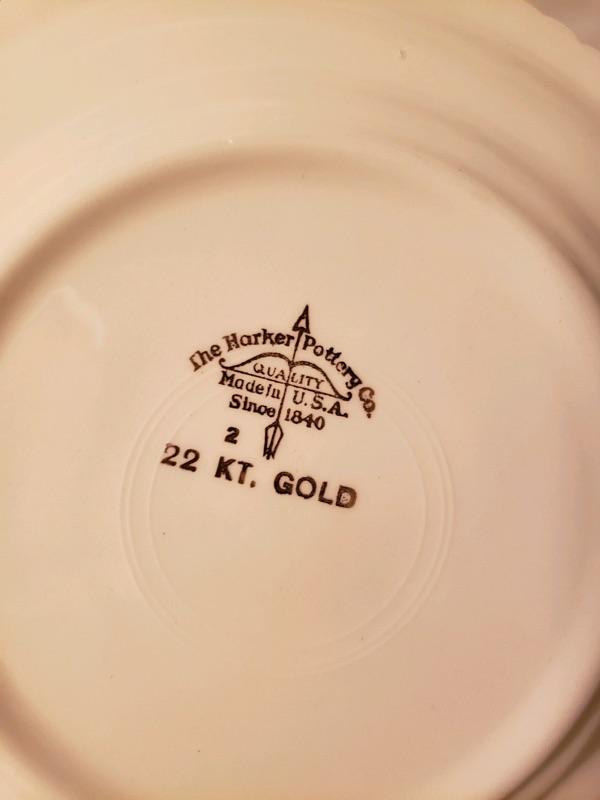 The Harker Pottery Co.
QUALITY
Made in U.S.A.
Since 1840
2
22 KT. GOLD